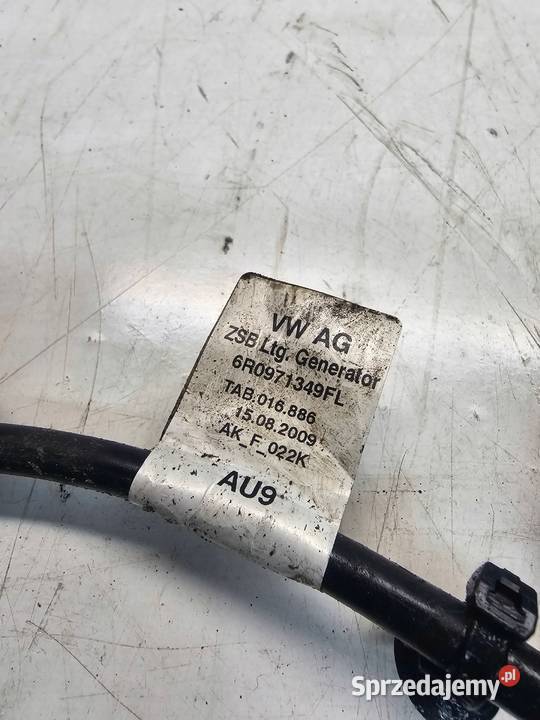 VW AG
ZSB Ltg. Generator
6R0971349FL
TAB.016.886
15.08.2009
AK_F_022K
AU9
Sprzedajemy.pl